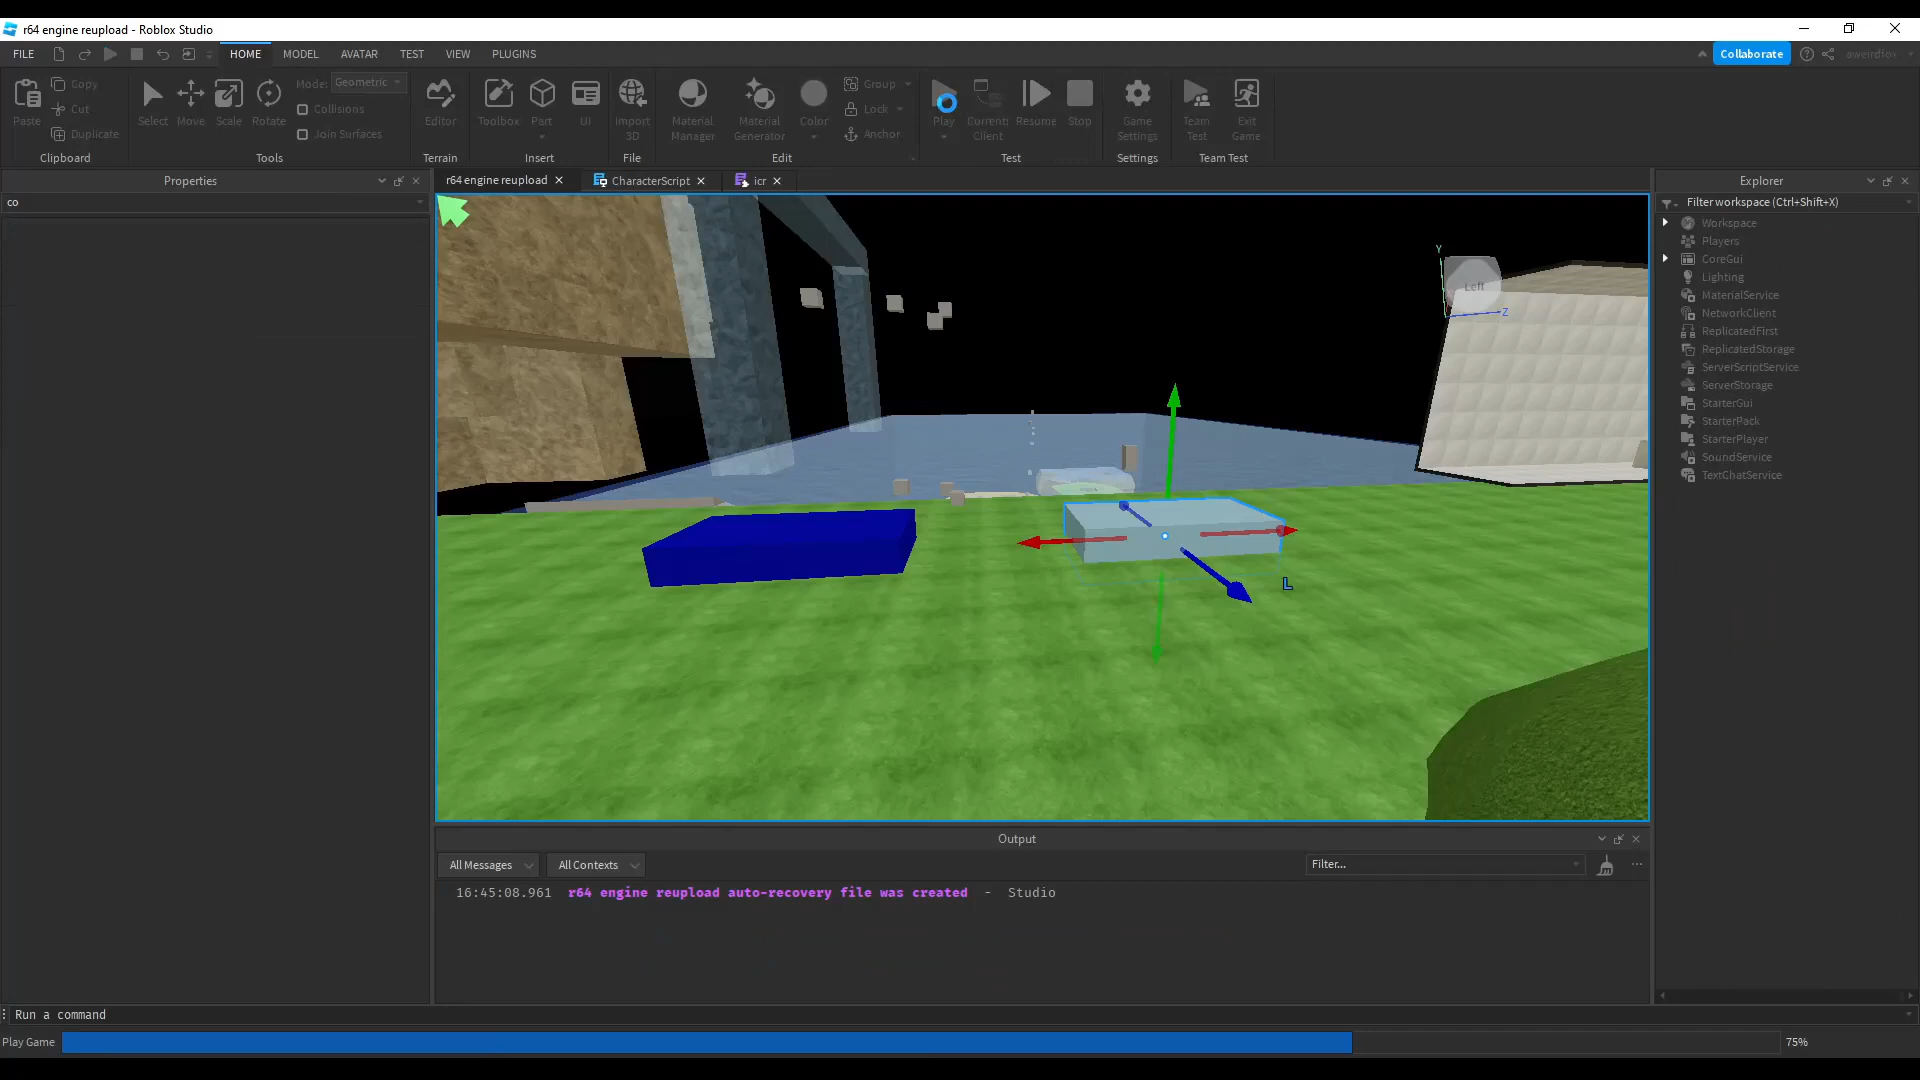 r64 engine reupload - Roblox Studio
FILE HOME MODEL AVATAR TEST VIEW PLUGINS Collaborate aweirdfox
Copy Mode: Geometric Group
Cut Collisions Lock
Paste Select Move Scale Rotate Editor Toolbox Part UI Import 3D Material Manager Material Generator Color Play Current Client Resume Stop Game Settings Team Test Exit Game
Duplicate Join Surfaces Anchor
Clipboard Tools Terrain Insert File Edit Test Settings Team Test
Properties r64 engine reupload CharacterScript icr Explorer
co Filter workspace (Ctrl+Shift+X)
Workspace
Players
CoreGui
Lighting
MaterialService
NetworkClient
ReplicatedFirst
ReplicatedStorage
ServerScriptService
ServerStorage
StarterGui
StarterPack
StarterPlayer
SoundService
TextChatService
Y
Left
Z
L
Output
All Messages All Contexts Filter...
16:45:08.961 r64 engine reupload auto-recovery file was created - Studio
Run a command
Play Game 75%